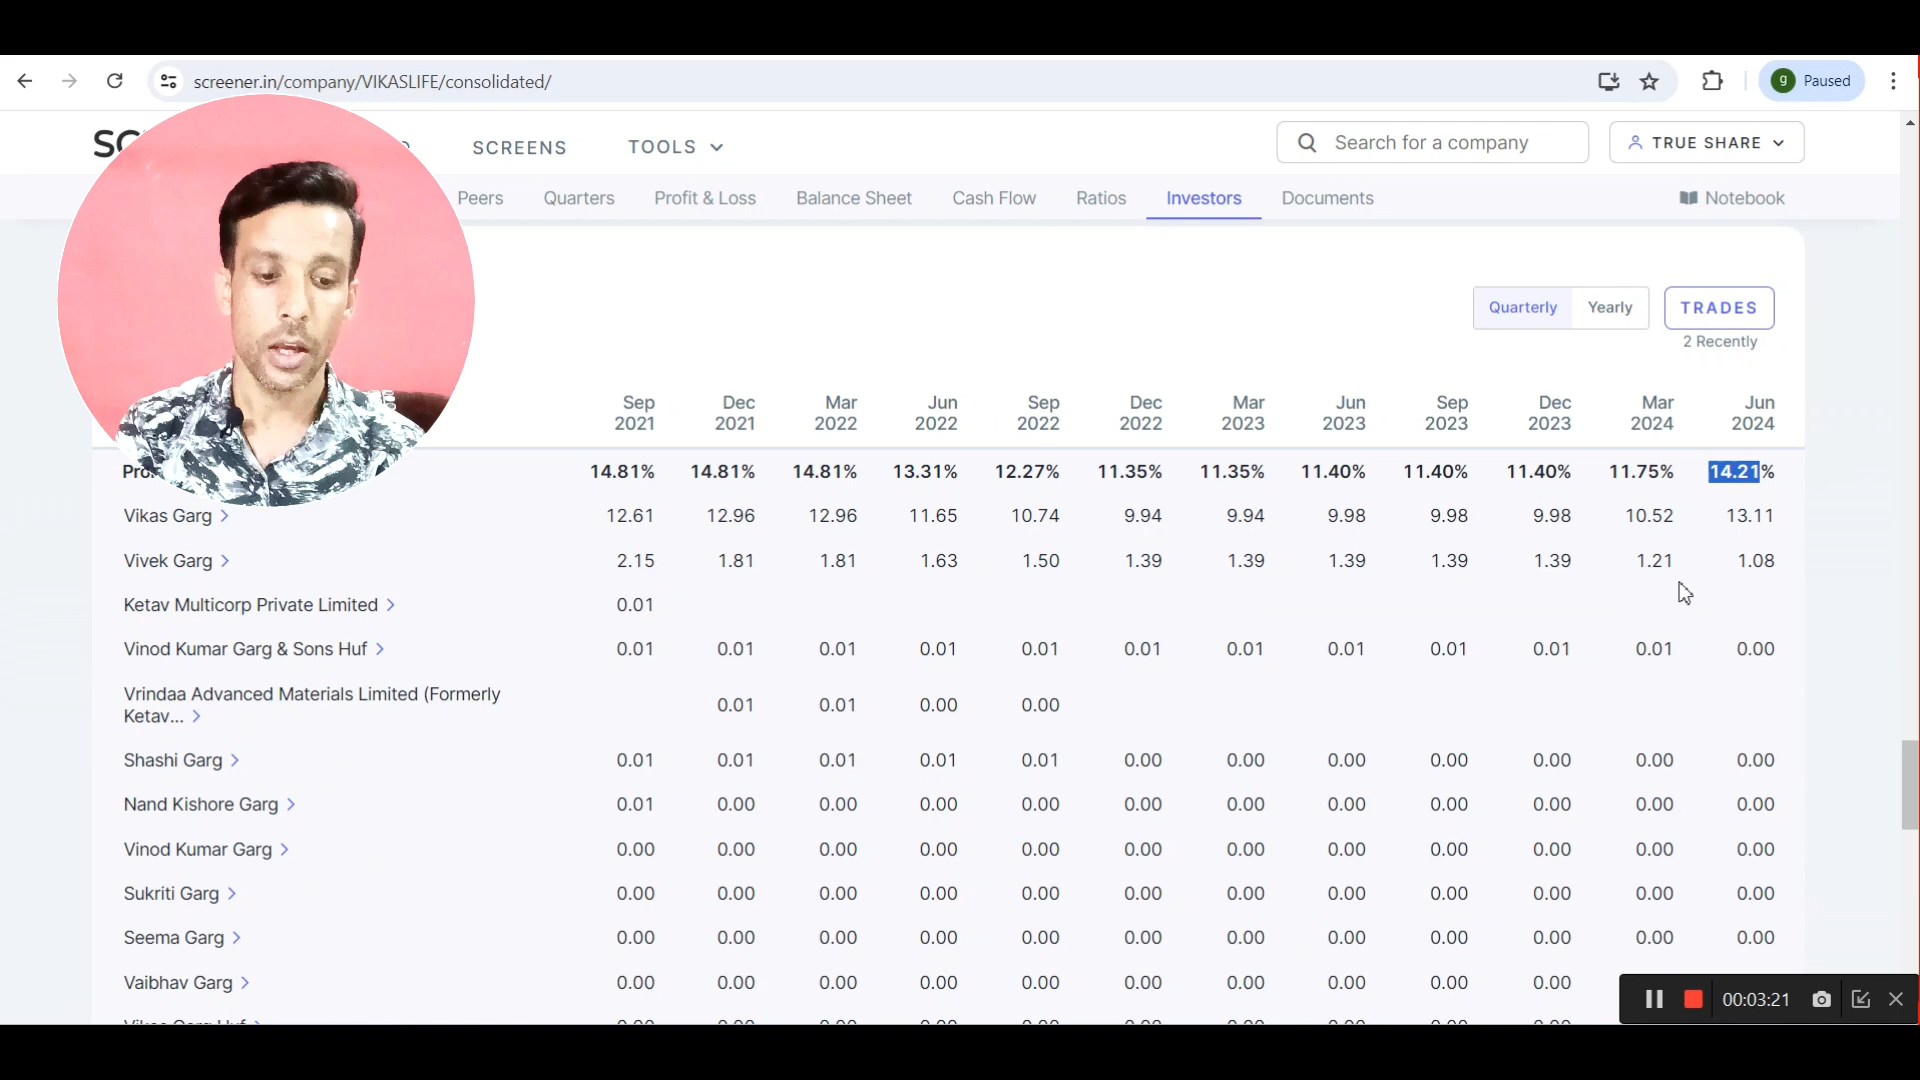 screener.in/company/VIKASLIFE/consolidated/
g Paused
SCREENS TOOLS
Search for a company
TRUE SHARE
Peers Quarters Profit & Loss Balance Sheet Cash Flow Ratios Investors Documents Notebook
Quarterly Yearly TRADES
2 Recently
Sep 2021 Dec 2021 Mar 2022 Jun 2022 Sep 2022 Dec 2022 Mar 2023 Jun 2023 Sep 2023 Dec 2023 Mar 2024 Jun 2024
14.81% 14.81% 14.81% 13.31% 12.27% 11.35% 11.35% 11.40% 11.40% 11.40% 11.75% 14.21%
Vikas Garg 12.61 12.96 12.96 11.65 10.74 9.94 9.94 9.98 9.98 9.98 10.52 13.11
Vivek Garg 2.15 1.81 1.81 1.63 1.50 1.39 1.39 1.39 1.39 1.39 1.21 1.08
Ketav Multicorp Private Limited 0.01
Vinod Kumar Garg & Sons Huf 0.01 0.01 0.01 0.01 0.01 0.01 0.01 0.01 0.01 0.01 0.01 0.00
Vrindaa Advanced Materials Limited (Formerly
Ketav... 0.01 0.01 0.00 0.00
Shashi Garg 0.01 0.01 0.01 0.01 0.01 0.00 0.00 0.00 0.00 0.00 0.00 0.00
Nand Kishore Garg 0.01 0.00 0.00 0.00 0.00 0.00 0.00 0.00 0.00 0.00 0.00 0.00
Vinod Kumar Garg 0.00 0.00 0.00 0.00 0.00 0.00 0.00 0.00 0.00 0.00 0.00 0.00
Sukriti Garg 0.00 0.00 0.00 0.00 0.00 0.00 0.00 0.00 0.00 0.00 0.00 0.00
Seema Garg 0.00 0.00 0.00 0.00 0.00 0.00 0.00 0.00 0.00 0.00 0.00 0.00
Vaibhav Garg 0.00 0.00 0.00 0.00 0.00 0.00 0.00 0.00 0.00 0.00
00:03:21